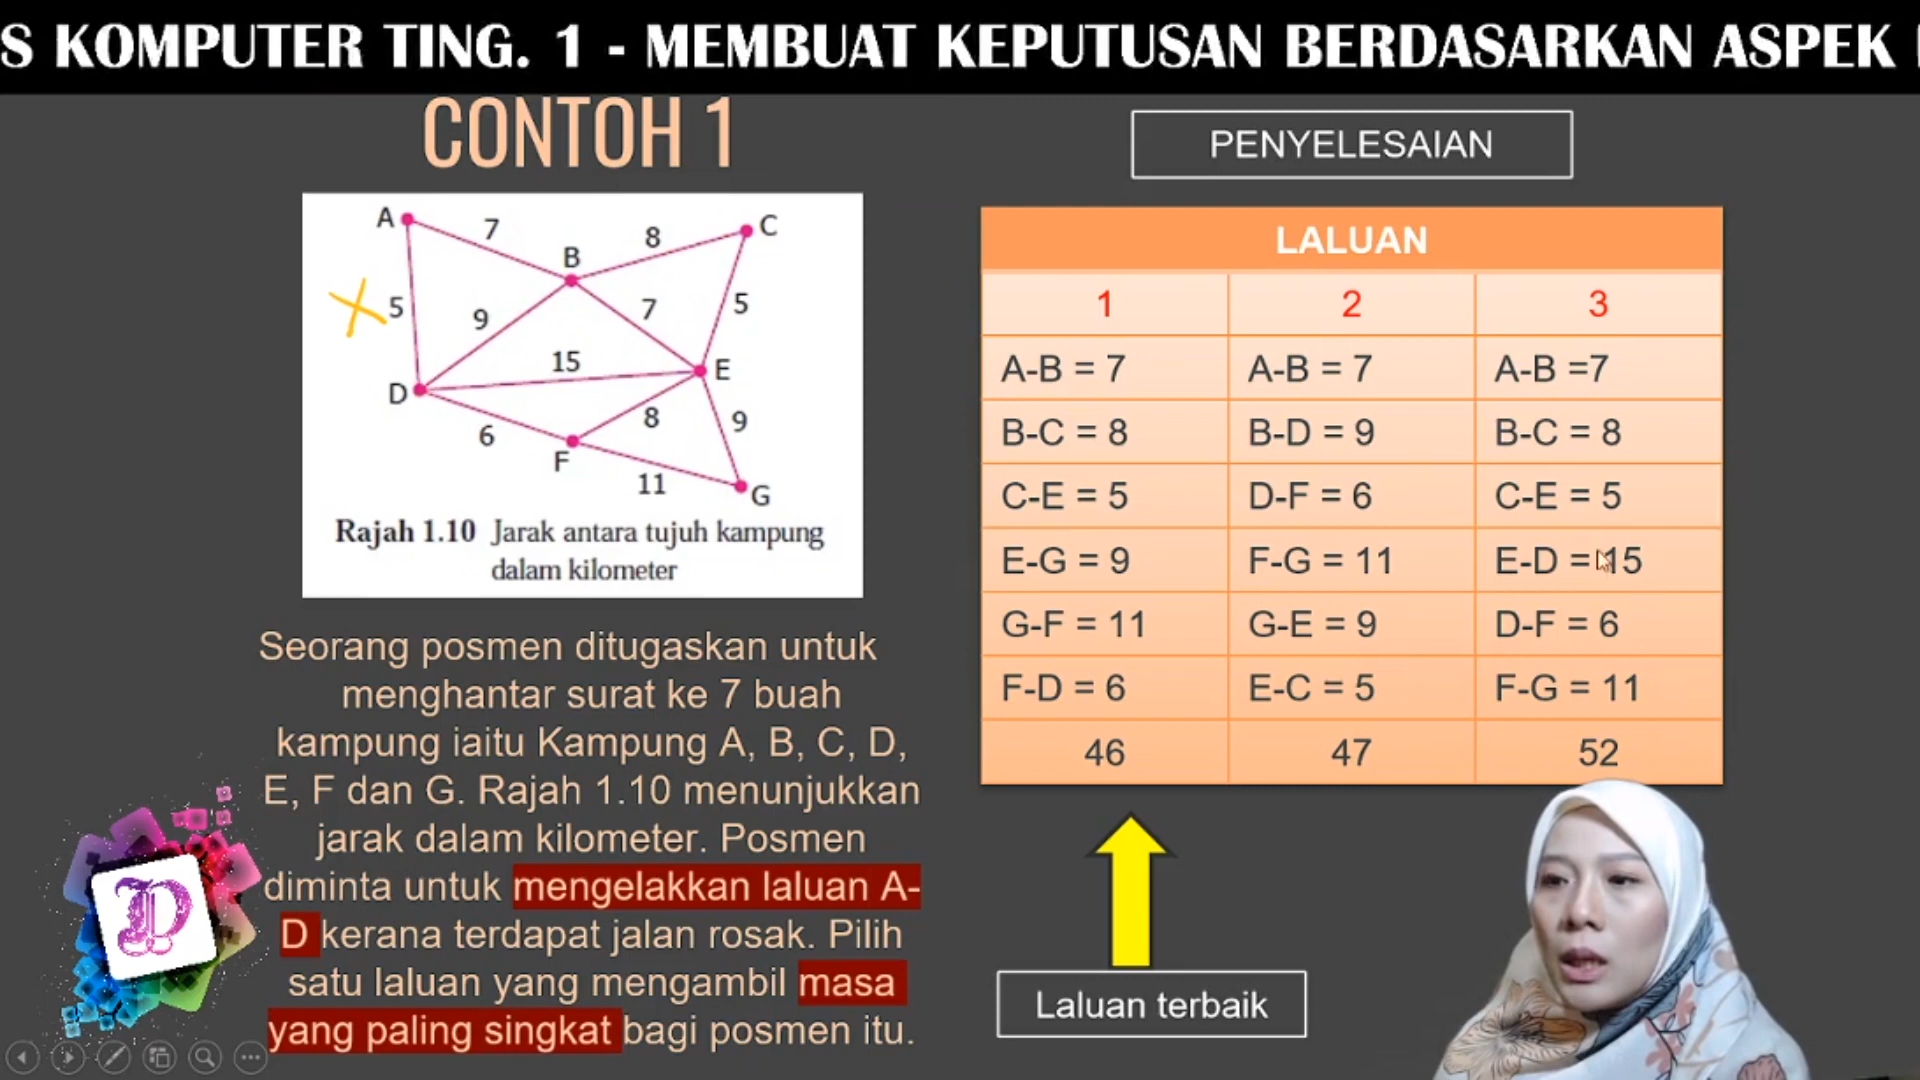 S KOMPUTER TING. 1 - MEMBUAT KEPUTUSAN BERDASARKAN ASPEK
CONTOH 1
A
7
B
8
C
5
9
7
5
15
E
D
6
8
9
F
11
G
Rajah 1.10 Jarak antara tujuh kampung
dalam kilometer
Seorang posmen ditugaskan untuk
menghantar surat ke 7 buah
kampung iaitu Kampung A, B, C, D,
E, F dan G. Rajah 1.10 menunjukkan
jarak dalam kilometer. Posmen
diminta untuk mengelakkan laluan A-
D kerana terdapat jalan rosak. Pilih
satu laluan yang mengambil masa
yang paling singkat bagi posmen itu.
PENYELESAIAN
LALUAN
1 2 3
A-B = 7 A-B = 7 A-B =7
B-C = 8 B-D = 9 B-C = 8
C-E = 5 D-F = 6 C-E = 5
E-G = 9 F-G = 11 E-D = 15
G-F = 11 G-E = 9 D-F = 6
F-D = 6 E-C = 5 F-G = 11
46 47 52
Laluan terbaik